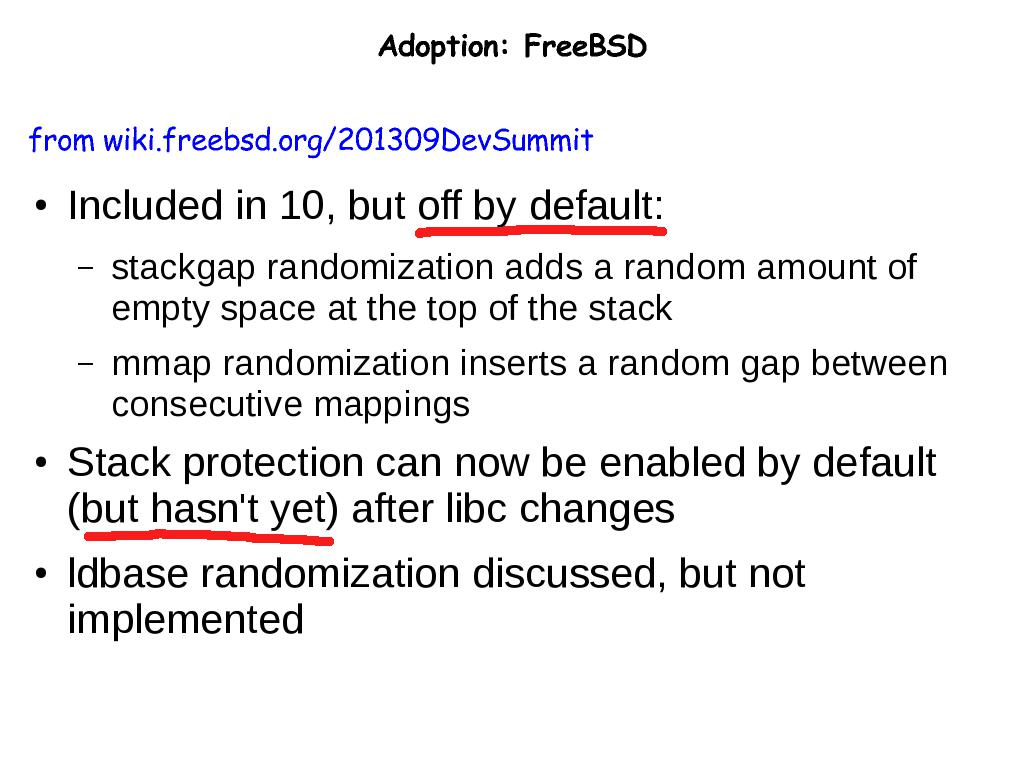 Adoption: FreeBSD
from wiki.freebsd.org/201309DevSummit
• Included in 10, but off by default:
– stackgap randomization adds a random amount of
empty space at the top of the stack
– mmap randomization inserts a random gap between
consecutive mappings
• Stack protection can now be enabled by default
(but hasn't yet) after libc changes
• ldbase randomization discussed, but not
implemented